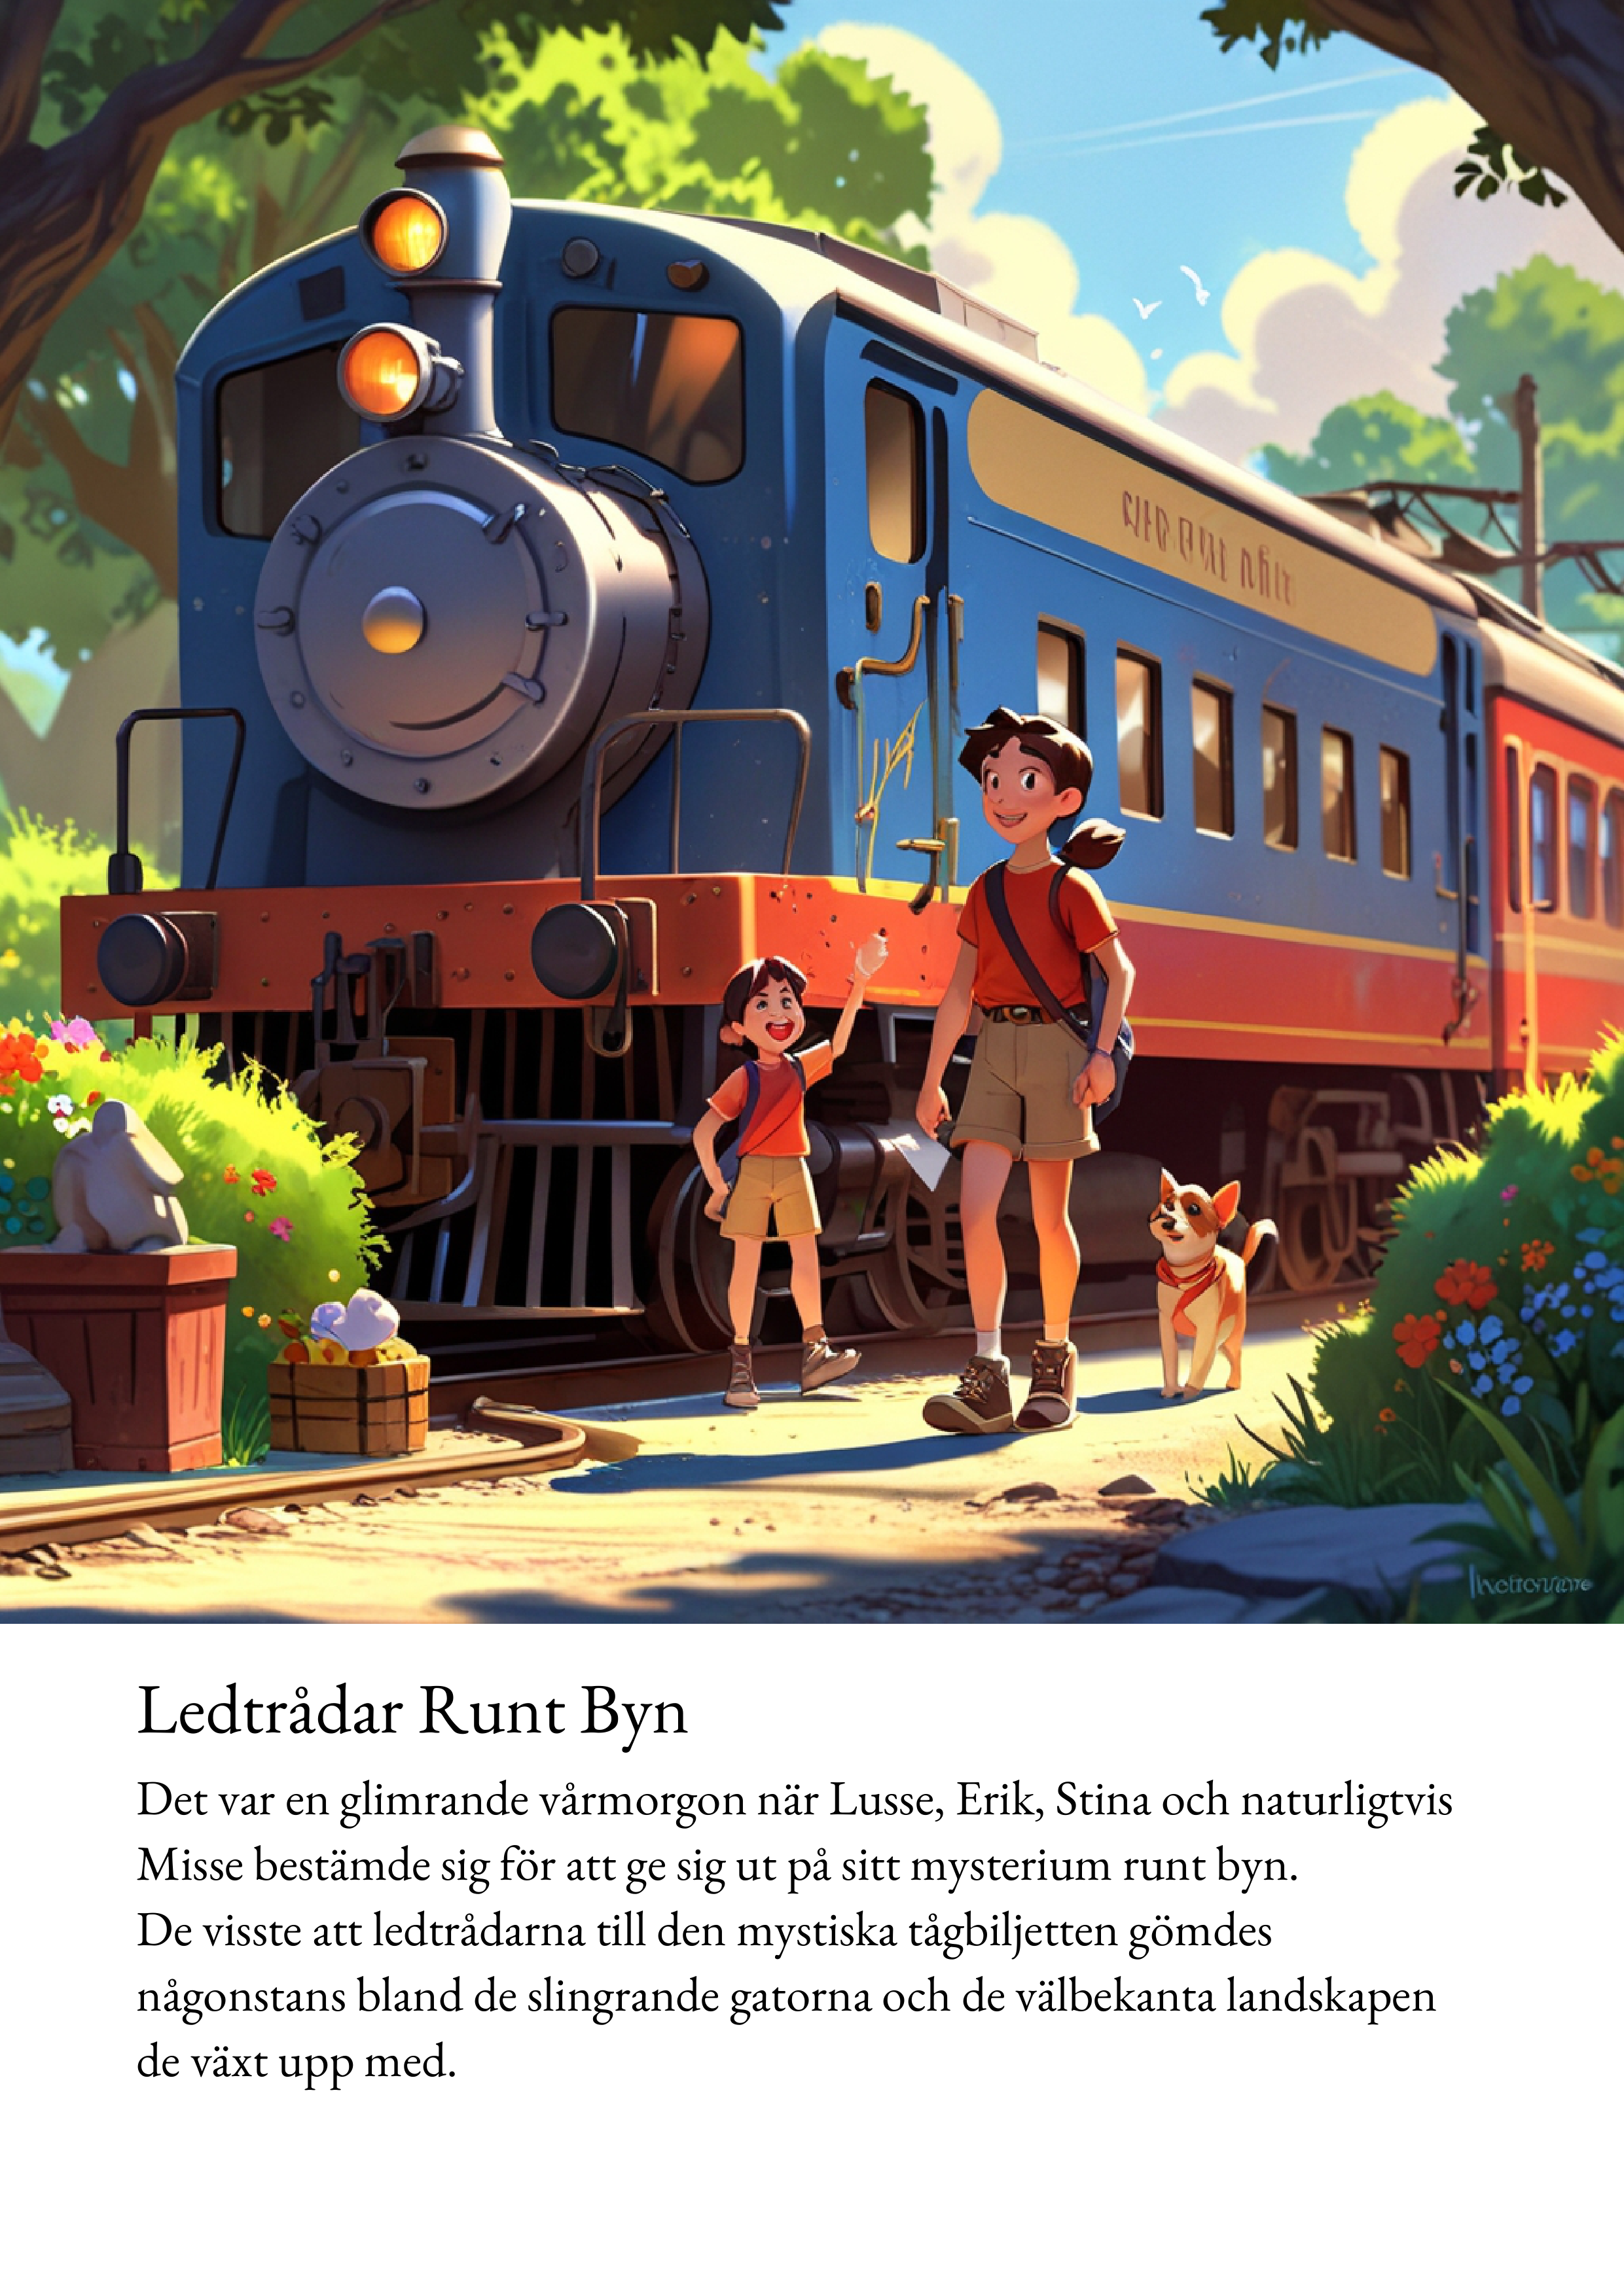 Ledtrådar Runt Byn
Det var en glimrande vårmorgon när Lusse, Erik, Stina och naturligtvis
Misse bestämde sig för att ge sig ut på sitt mysterium runt byn.
De visste att ledtrådarna till den mystiska tågbiljetten gömdes
någonstans bland de slingrande gatorna och de välbekanta landskapen
de växt upp med.